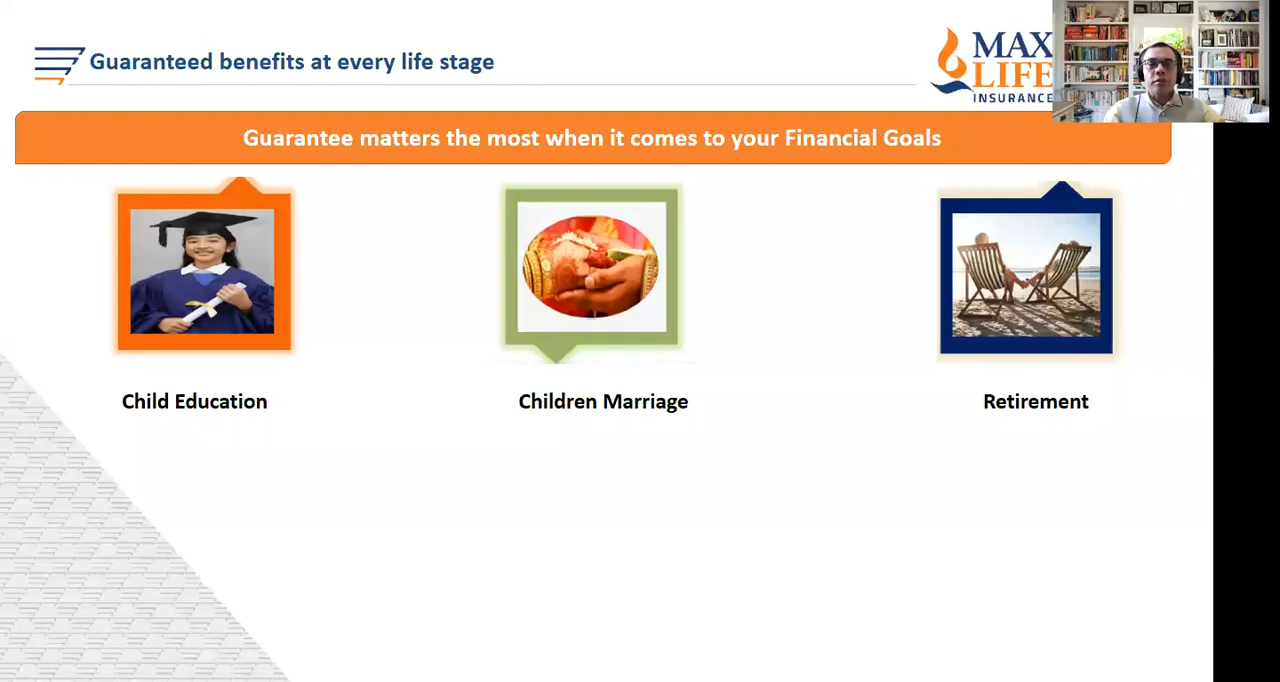 Guaranteed benefits at every life stage
MAX
LIFE
INSURANCE
Guarantee matters the most when it comes to your Financial Goals
Child Education
Children Marriage
Retirement